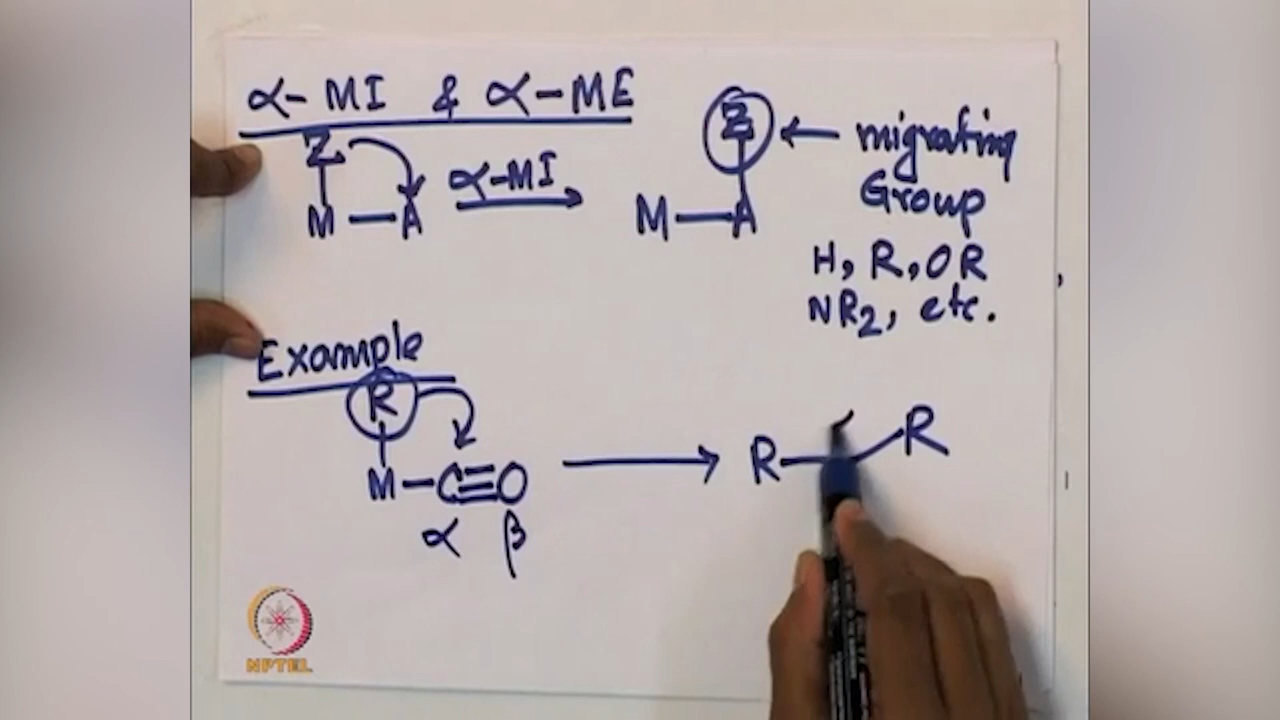 α- MI & α-ME
Z
M — A
α-MI
Z
M — A
migrating
Group
H, R, OR
NR2, etc.
Example
R
M-C≡O
α β
R
R
NPTEL